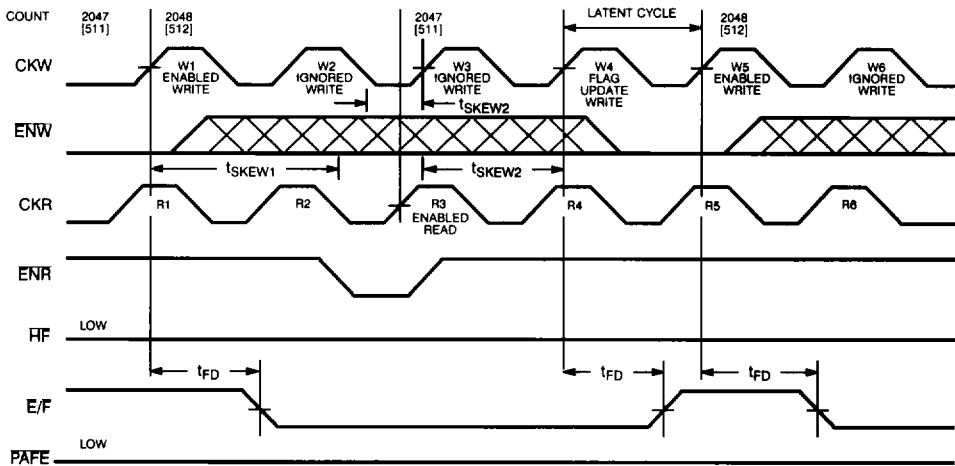 COUNT
2047
[511]
2048
[512]
2047
[511]
LATENT CYCLE
2048
[512]
CKW
W1
ENABLED
WRITE
W2
IGNORED
WRITE
W3
IGNORED
WRITE
W4
FLAG
UPDATE
WRITE
W5
ENABLED
WRITE
W6
IGNORED
WRITE
tSKEW2
ENW
tSKEW1
tSKEW2
CKR
R1
R2
R3
ENABLED
READ
R4
R5
R6
ENR
HF
LOW
tFD
tFD
tFD
E/F
PAFE
LOW